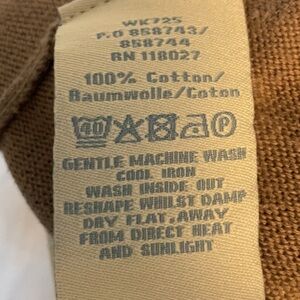 WK725
P.O 858743/
858744
RN 118027
100% Cotton/
Baumwolle/Coton
40 P
GENTLE MACHINE WASH
COOL IRON
WASH INSIDE OUT
RESHAPE WHILST DAMP
DRY FLAT, AWAY
FROM DIRECT HEAT
AND SUNLIGHT